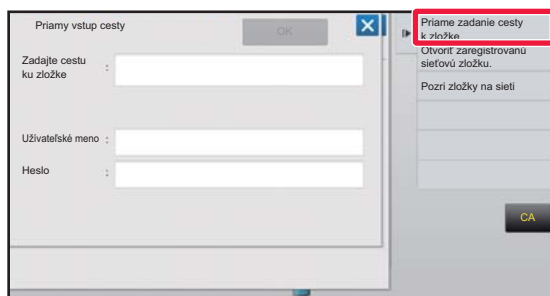 Priamy vstup cesty
OK
Zadajte cestu
ku zložke :
Užívateľské meno :
Heslo :
Priame zadanie cesty
k zložke
Otvoriť zaregistrovanú
sieťovú zložku.
Pozri zložky na sieti
CA